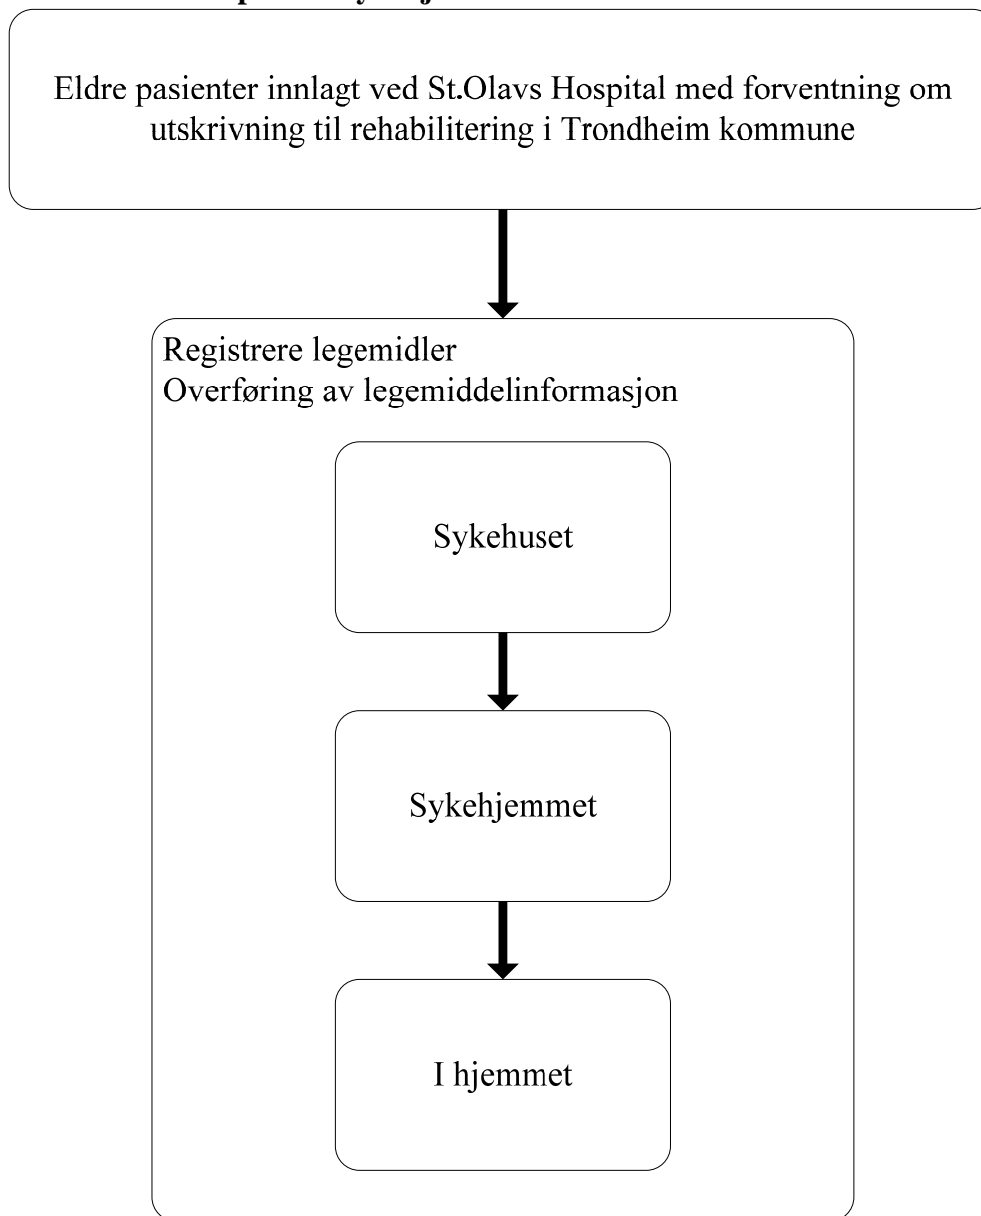 Eldre pasienter innlagt ved St.Olavs Hospital med forventning om
utskrivning til rehabilitering i Trondheim kommune
Registrere legemidler
Overføring av legemiddelinformasjon
Sykehuset
Sykehjemmet
I hjemmet